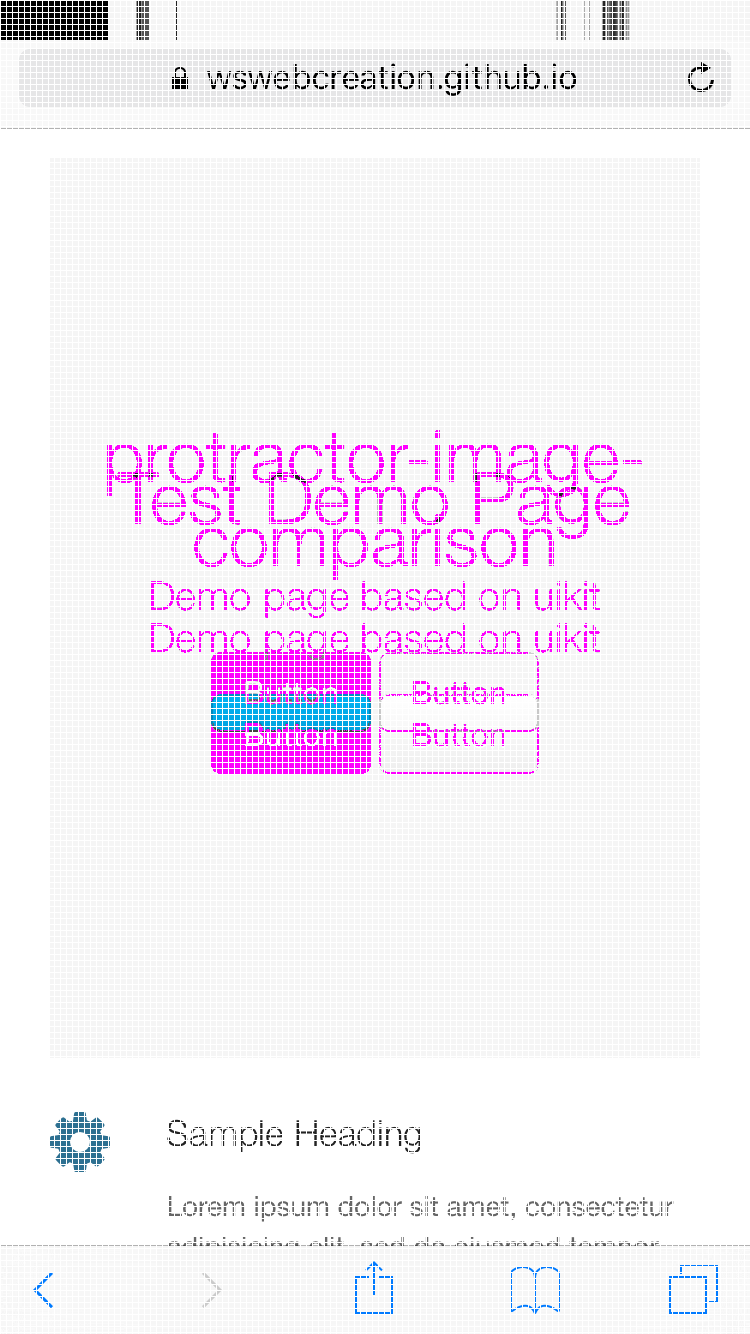 wswebcreation.github.io
protractor-image-
Test Demo Page
comparison
Demo page based on uikit
Demo page based on uikit
Button Button
Button Button
Sample Heading
Lorem ipsum dolor sit amet, consectetur